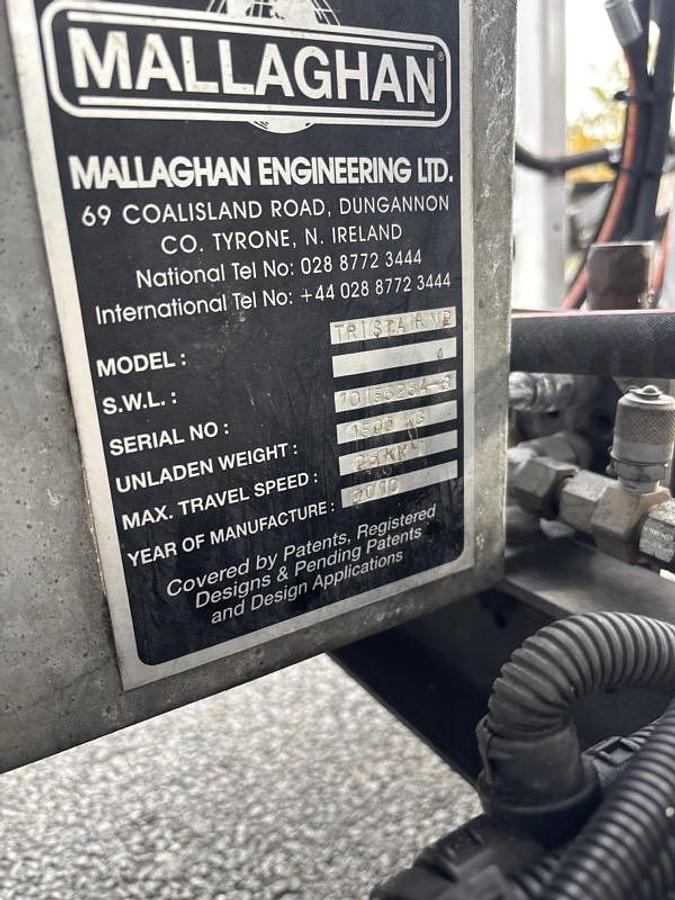 MALLAGHAN®
MALLAGHAN ENGINEERING LTD.
69 COALISLAND ROAD, DUNGANNON
CO. TYRONE, N. IRELAND
National Tel No: 028 8772 3444
International Tel No: +44 028 8772 3444
MODEL :
S.W.L. :
SERIAL NO :
UNLADEN WEIGHT : 1500 KG
MAX. TRAVEL SPEED :
YEAR OF MANUFACTURE : 2010
Covered by Patents, Registered
Designs & Pending Patents
and Design Applications